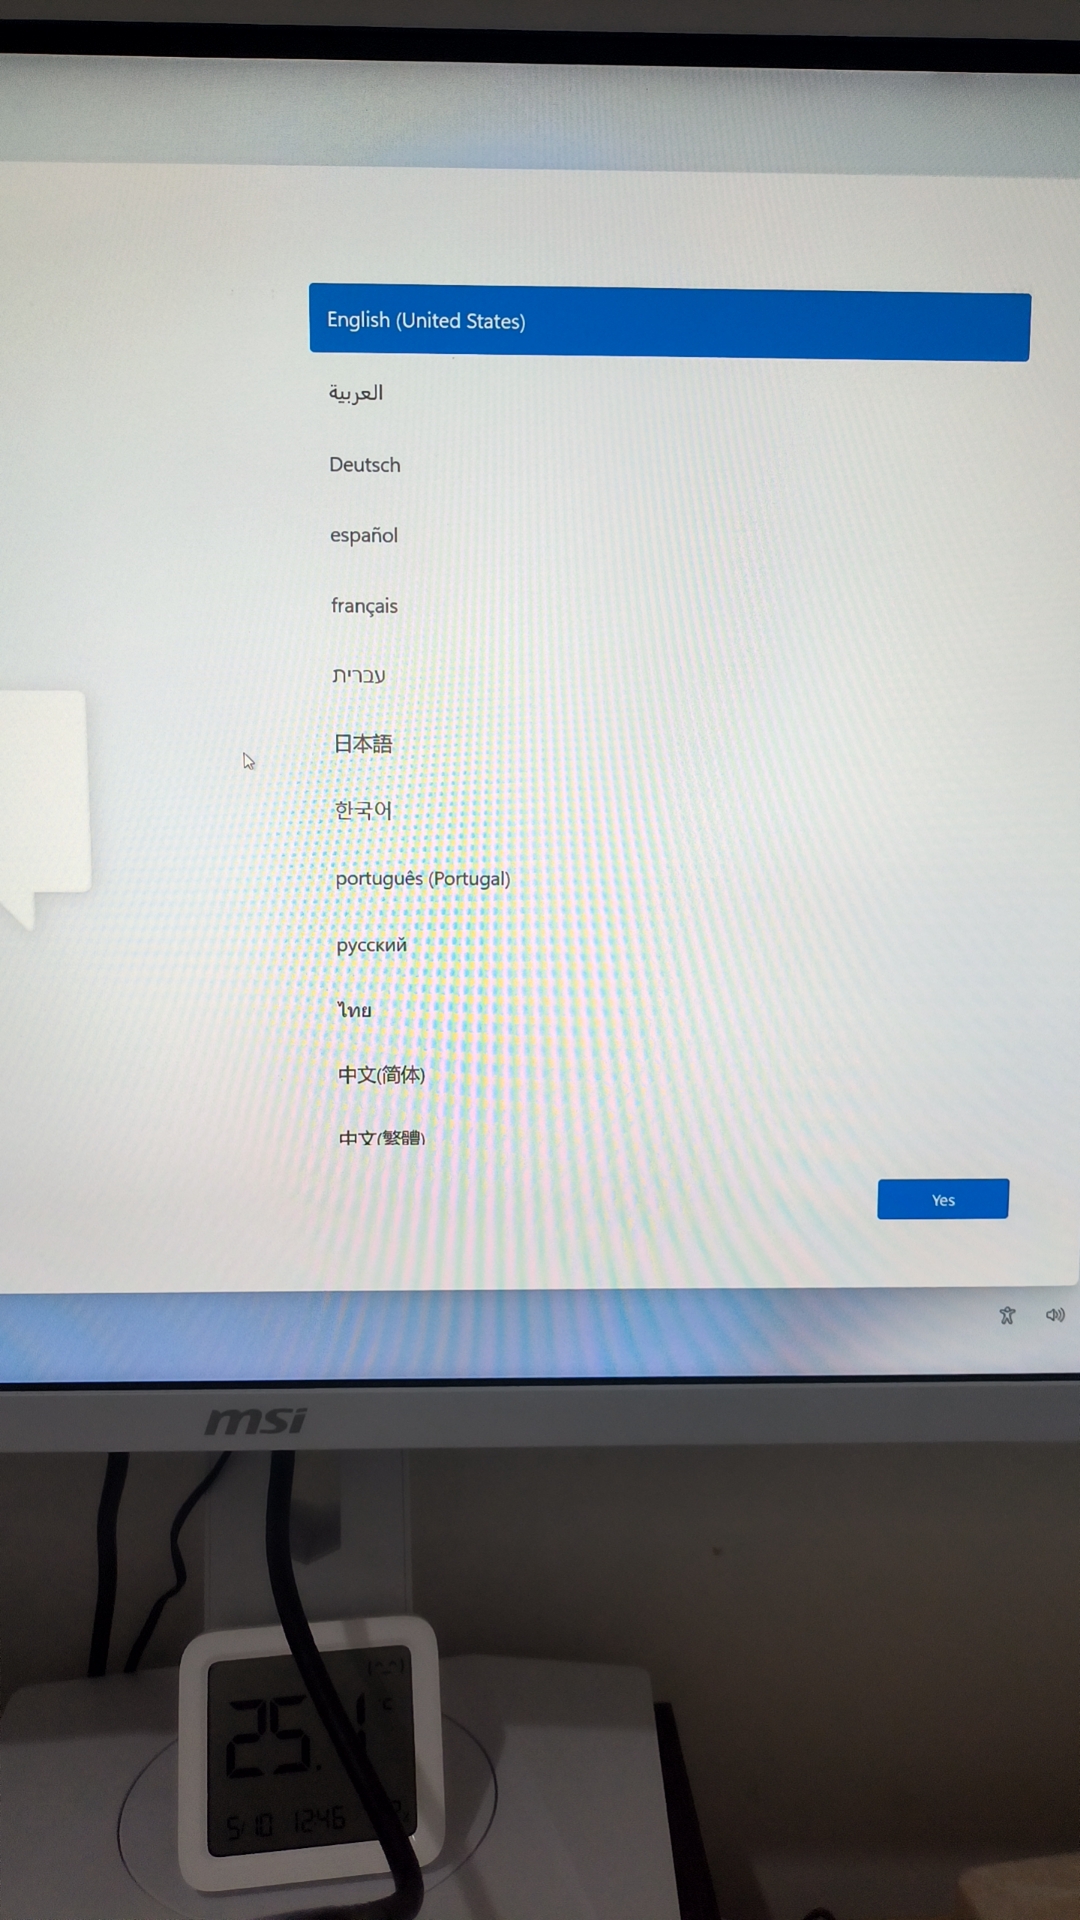 English (United States)
العربية
Deutsch
español
français
עברית
日本語
한국어
português (Portugal)
русский
ไทย
中文(简体)
中文(繁體)
Yes
msi
25.1 °C
5/10 12:46